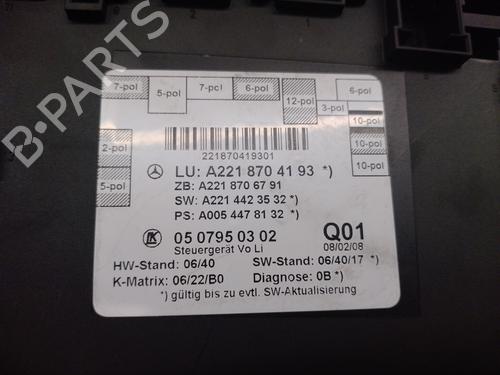 7-pol
5-pol
7-pol
6-pol
12-pol
3-pol
6-pol
10-pol
10-pol
10-pol
2-pol
5-pol
221870419301
LU: A221 870 41 93 *)
ZB: A221 870 67 91
SW: A221 442 35 32 *)
PS: A005 447 81 32 *)
LK
05 0795 03 02
Steuergerät Vo Li
Q01
08/02/08
HW-Stand: 06/40
SW-Stand: 06/40/17 *)
K-Matrix: 06/22/B0
Diagnose: 0B *)
*) gültig bis zu evtl. SW-Aktualisierung
B-PARTS